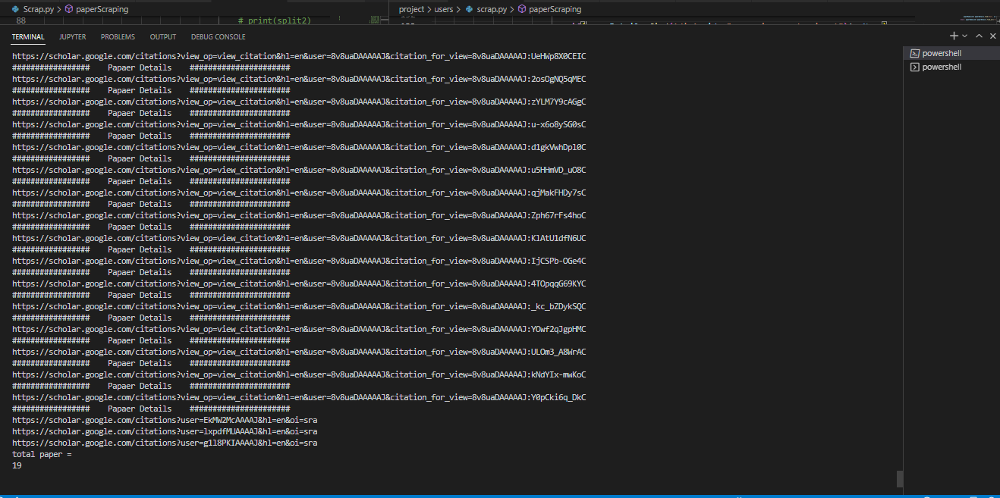 Scrap.py > paperScraping
project > users > scrap.py > paperScraping
88 # print(split2)
TERMINAL JUPYTER PROBLEMS OUTPUT DEBUG CONSOLE
powershell
powershell
https://scholar.google.com/citations?view_op=view_citation&hl=en&user=8v8uaDAAAAAJ&citation_for_view=8v8uaDAAAAAJ:UeHWp8X0CEIC
################# Papaer Details ######################
https://scholar.google.com/citations?view_op=view_citation&hl=en&user=8v8uaDAAAAAJ&citation_for_view=8v8uaDAAAAAJ:2osOgNQ5qMEC
################# Papaer Details ######################
https://scholar.google.com/citations?view_op=view_citation&hl=en&user=8v8uaDAAAAAJ&citation_for_view=8v8uaDAAAAAJ:zYLM7Y9cAGgC
################# Papaer Details ######################
https://scholar.google.com/citations?view_op=view_citation&hl=en&user=8v8uaDAAAAAJ&citation_for_view=8v8uaDAAAAAJ:u-x6o8ySG0sC
################# Papaer Details ######################
https://scholar.google.com/citations?view_op=view_citation&hl=en&user=8v8uaDAAAAAJ&citation_for_view=8v8uaDAAAAAJ:d1gkVwhDpl0C
################# Papaer Details ######################
https://scholar.google.com/citations?view_op=view_citation&hl=en&user=8v8uaDAAAAAJ&citation_for_view=8v8uaDAAAAAJ:u5HHmVD_uO8C
################# Papaer Details ######################
https://scholar.google.com/citations?view_op=view_citation&hl=en&user=8v8uaDAAAAAJ&citation_for_view=8v8uaDAAAAAJ:qjMakFHDy7sC
################# Papaer Details ######################
https://scholar.google.com/citations?view_op=view_citation&hl=en&user=8v8uaDAAAAAJ&citation_for_view=8v8uaDAAAAAJ:Zph67rFs4hoC
################# Papaer Details ######################
https://scholar.google.com/citations?view_op=view_citation&hl=en&user=8v8uaDAAAAAJ&citation_for_view=8v8uaDAAAAAJ:KlAtU1dfN6UC
################# Papaer Details ######################
https://scholar.google.com/citations?view_op=view_citation&hl=en&user=8v8uaDAAAAAJ&citation_for_view=8v8uaDAAAAAJ:IjCSPb-OGe4C
################# Papaer Details ######################
https://scholar.google.com/citations?view_op=view_citation&hl=en&user=8v8uaDAAAAAJ&citation_for_view=8v8uaDAAAAAJ:4TOpqqG69KYC
################# Papaer Details ######################
https://scholar.google.com/citations?view_op=view_citation&hl=en&user=8v8uaDAAAAAJ&citation_for_view=8v8uaDAAAAAJ:_kc_bZDykSQC
################# Papaer Details ######################
https://scholar.google.com/citations?view_op=view_citation&hl=en&user=8v8uaDAAAAAJ&citation_for_view=8v8uaDAAAAAJ:YOwf2qJgpHMC
################# Papaer Details ######################
https://scholar.google.com/citations?view_op=view_citation&hl=en&user=8v8uaDAAAAAJ&citation_for_view=8v8uaDAAAAAJ:ULOm3_A8WrAC
################# Papaer Details ######################
https://scholar.google.com/citations?view_op=view_citation&hl=en&user=8v8uaDAAAAAJ&citation_for_view=8v8uaDAAAAAJ:kNdYIx-mwKoC
################# Papaer Details ######################
https://scholar.google.com/citations?view_op=view_citation&hl=en&user=8v8uaDAAAAAJ&citation_for_view=8v8uaDAAAAAJ:Y0pCki6q_DkC
################# Papaer Details ######################
https://scholar.google.com/citations?user=EkMW2McAAAAJ&hl=en&oi=sra
https://scholar.google.com/citations?user=lxpdfMUAAAAJ&hl=en&oi=sra
https://scholar.google.com/citations?user=g1l8PKIAAAAJ&hl=en&oi=sra
total paper =
19